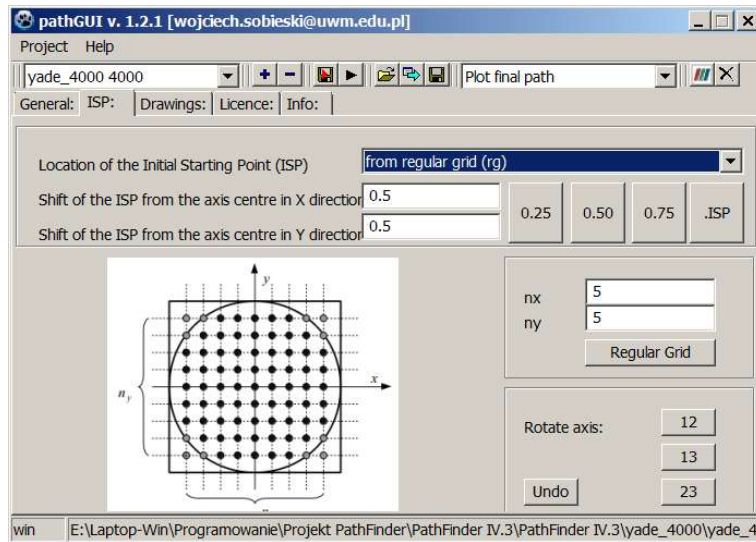 pathGUI v. 1.2.1 [wojciech.sobieski@uwm.edu.pl]
Project Help
yade_4000 4000
Plot final path
General: ISP: Drawings: Licence: Info:
Location of the Initial Starting Point (ISP)
from regular grid (rg)
Shift of the ISP from the axis centre in X direction
0.5
Shift of the ISP from the axis centre in Y direction
0.5
0.25 0.50 0.75 .ISP
y
x
n_y
nx 5
ny 5
Regular Grid
Rotate axis: 12
13
Undo 23
win E:\Laptop-Win\Programowanie\Projekt PathFinder\PathFinder IV.3\PathFinder IV.3\yade_4000\yade_4